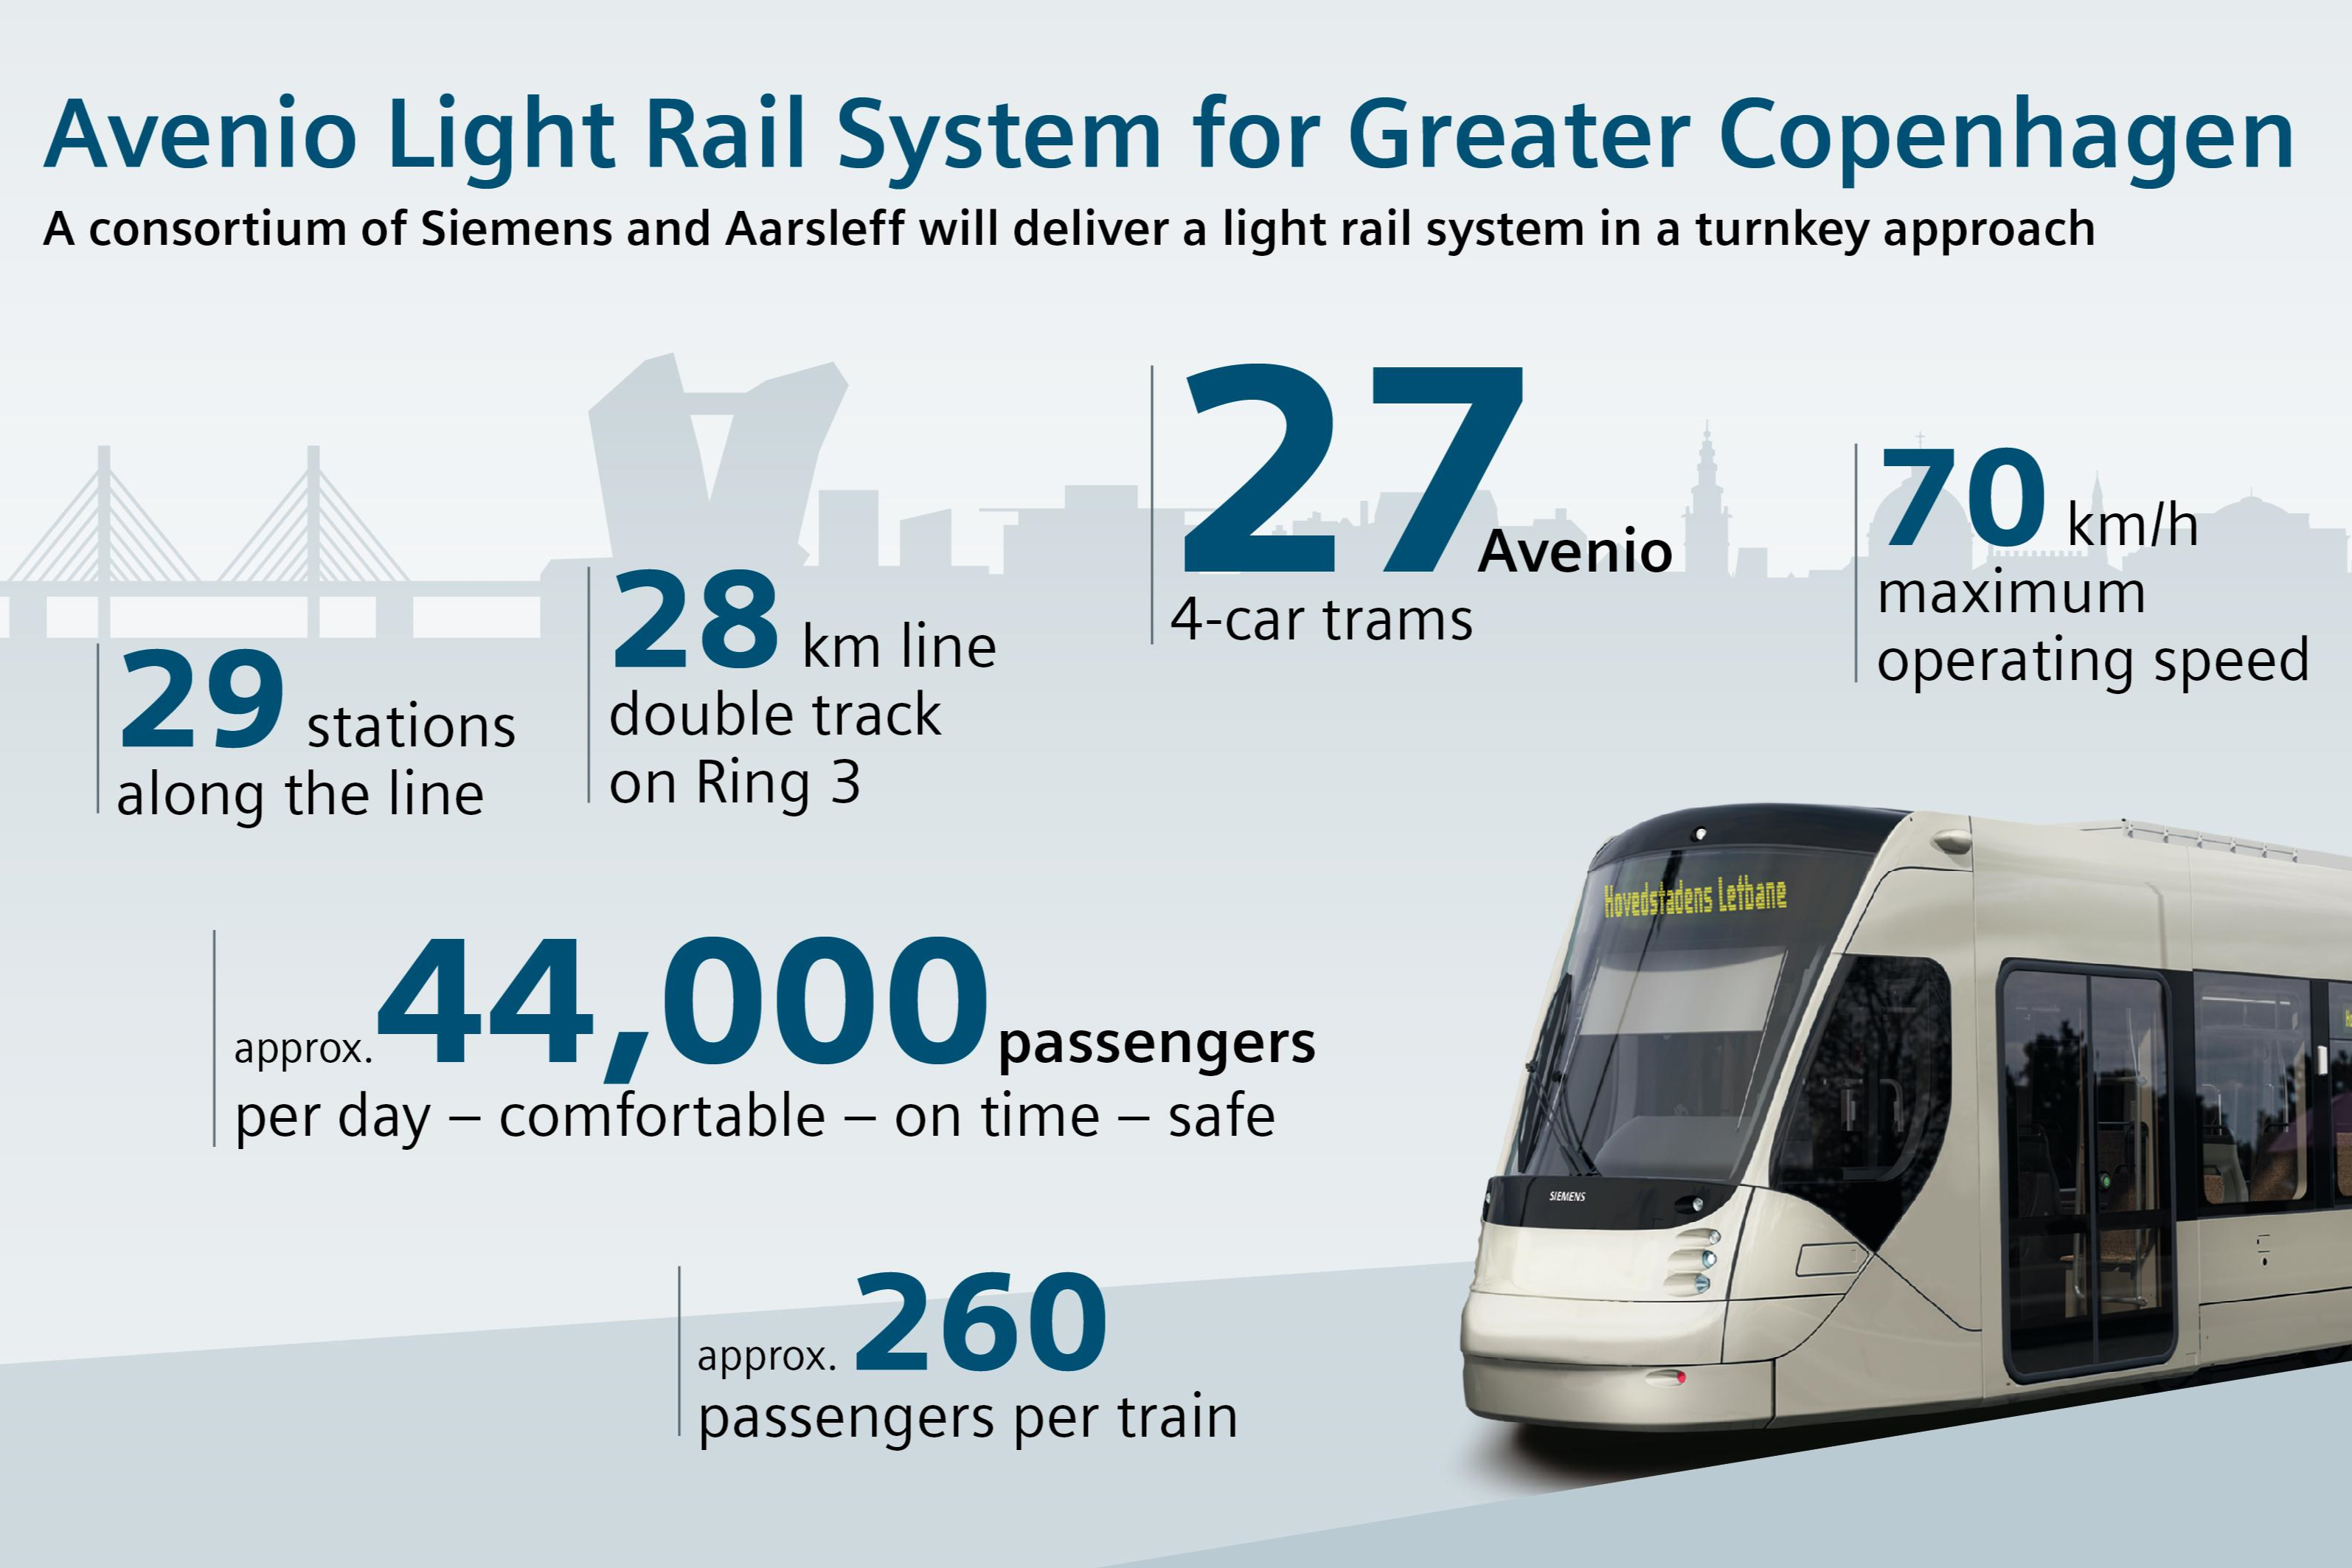 Avenio Light Rail System for Greater Copenhagen
A consortium of Siemens and Aarsleff will deliver a light rail system in a turnkey approach
29 stations
along the line
28 km line
double track
on Ring 3
27 Avenio
4-car trams
70 km/h
maximum
operating speed
approx. 44,000 passengers
per day – comfortable – on time – safe
approx. 260
passengers per train
Hovedstadens Letbane
SIEMENS